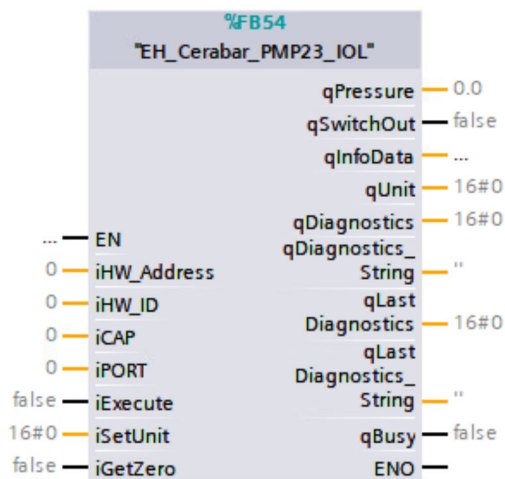 %FB54
"EH_Cerabar_PMP23_IOL"
qPressure 0.0
qSwitchOut false
qInfoData ...
qUnit 16#0
qDiagnostics 16#0
... EN
qDiagnostics_
String ''
0 iHW_Address
0 iHW_ID
qLast
Diagnostics 16#0
0 iCAP
qLast
0 iPORT
Diagnostics_
String ''
false iExecute
16#0 iSetUnit
qBusy false
false iGetZero
ENO